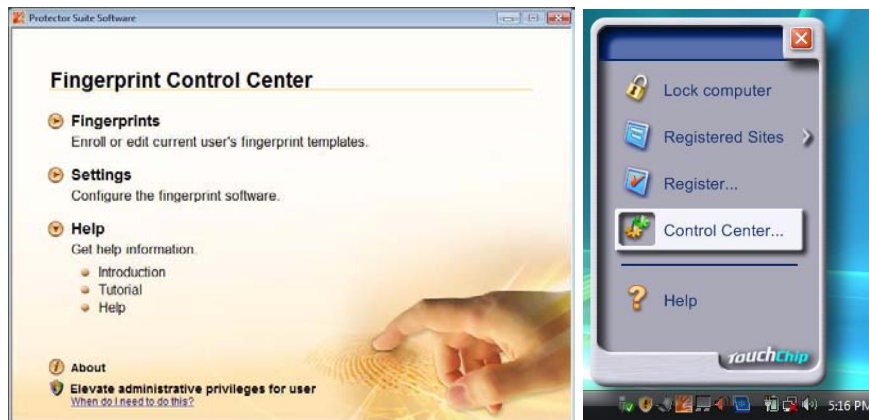 Protector Suite Software
Fingerprint Control Center
Fingerprints
Enroll or edit current user's fingerprint templates.
Settings
Configure the fingerprint software.
Help
Get help information.
Introduction
Tutorial
Help
About
Elevate administrative privileges for user
When do I need to do this?
Lock computer
Registered Sites
Register...
Control Center...
Help
TouchChip
5:16 PM